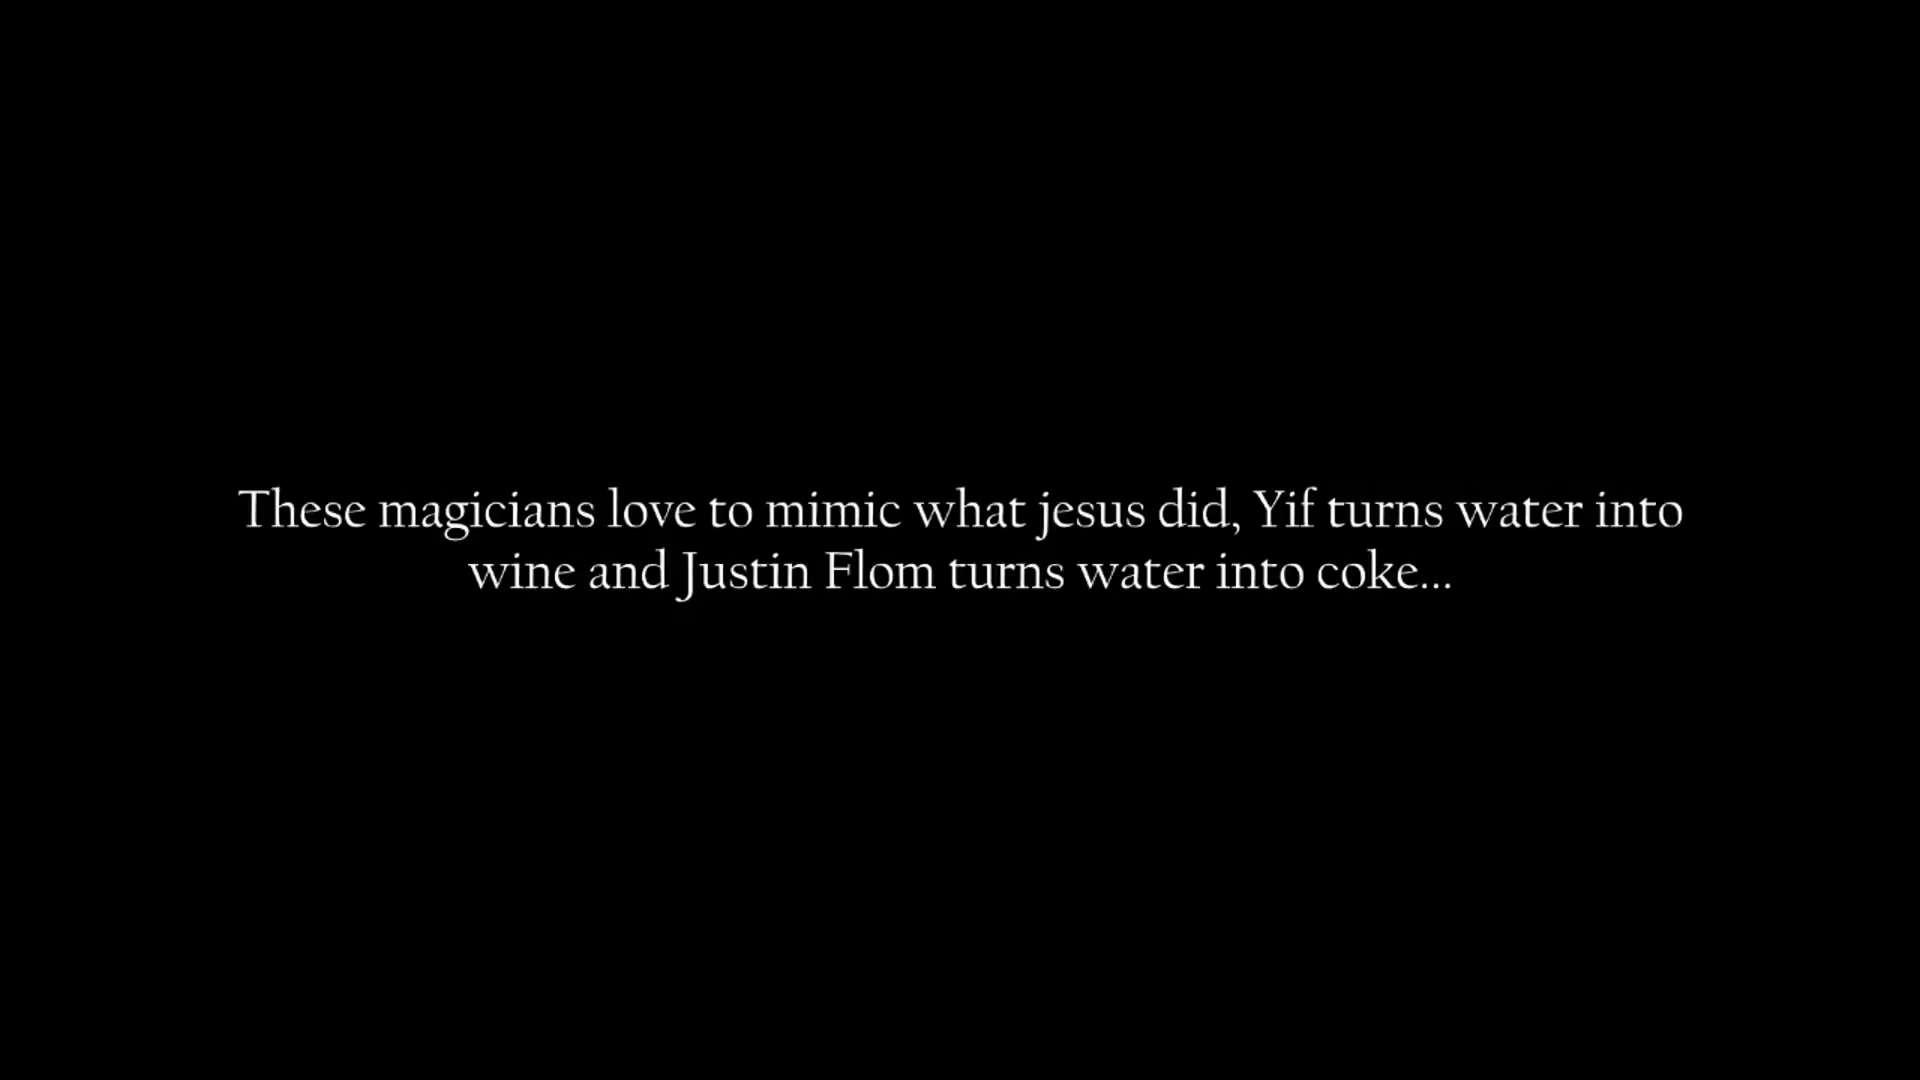 These magicians love to mimic what jesus did, Yif turns water into
wine and Justin Flom turns water into coke...